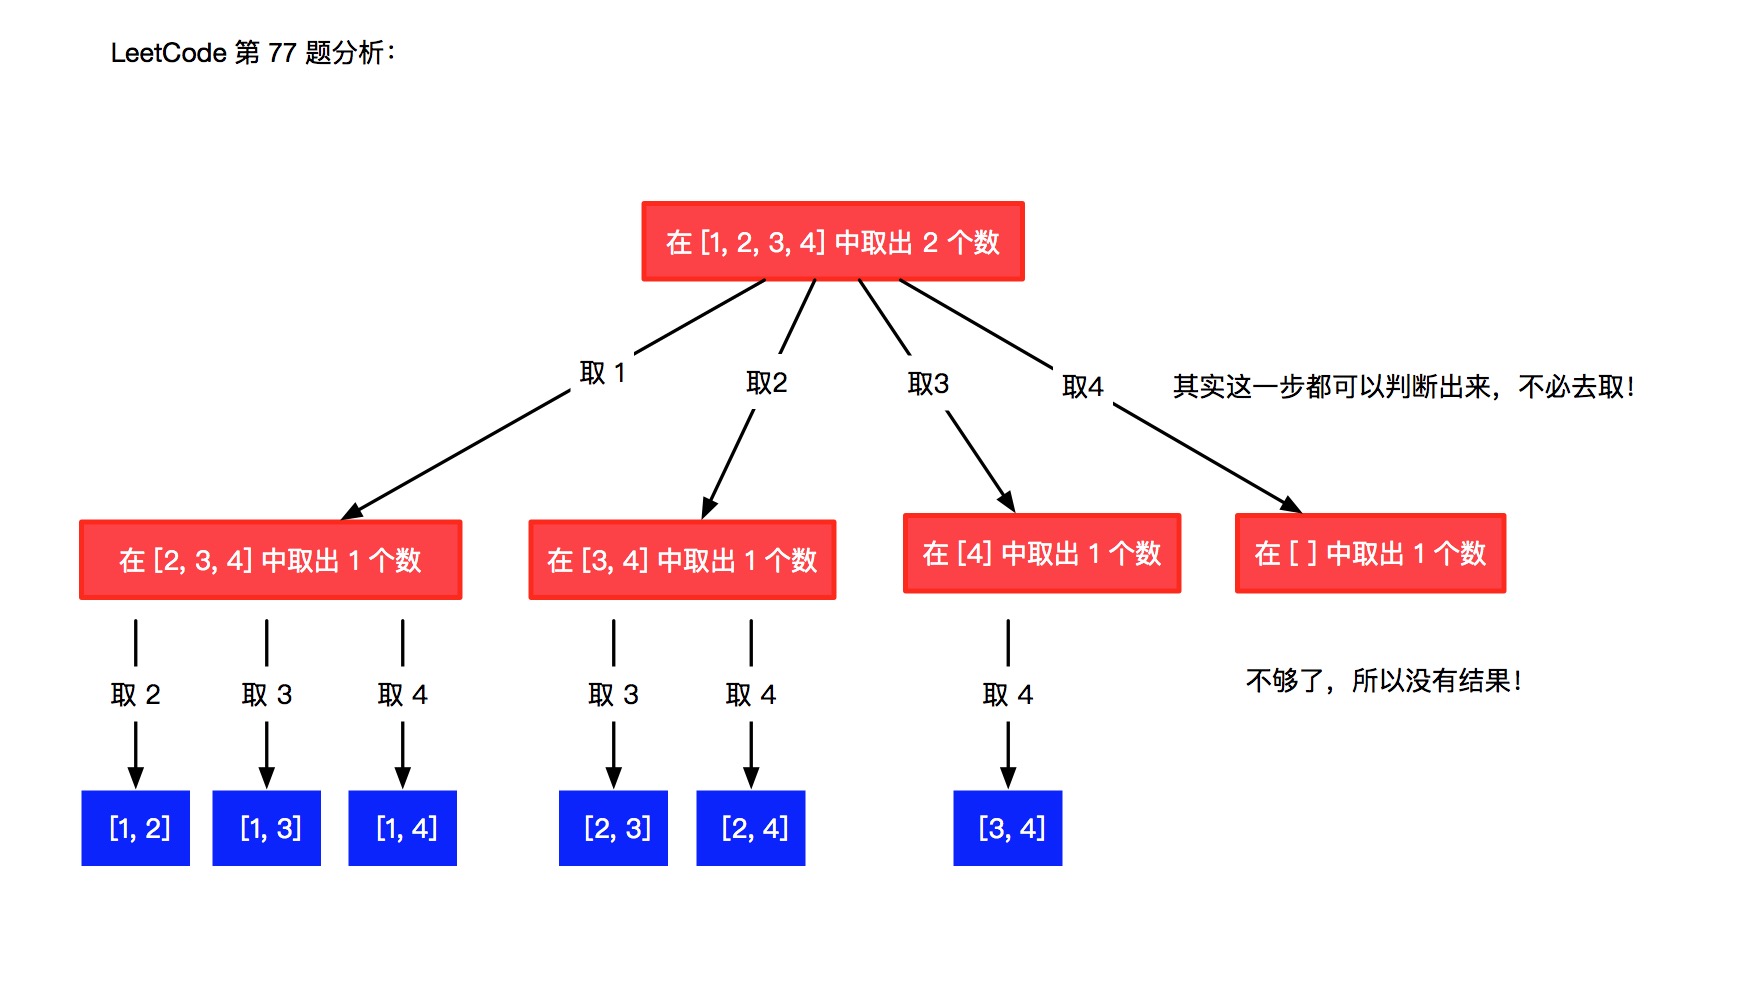 LeetCode 第 77 题分析：
在 [1, 2, 3, 4] 中取出 2 个数
取 1
取2
取3
取4
其实这一步都可以判断出来，不必去取！
在 [2, 3, 4] 中取出 1 个数
在 [3, 4] 中取出 1 个数
在 [4] 中取出 1 个数
在 [ ] 中取出 1 个数
取 2
取 3
取 4
取 3
取 4
取 4
不够了，所以没有结果！
[1, 2]
[1, 3]
[1, 4]
[2, 3]
[2, 4]
[3, 4]